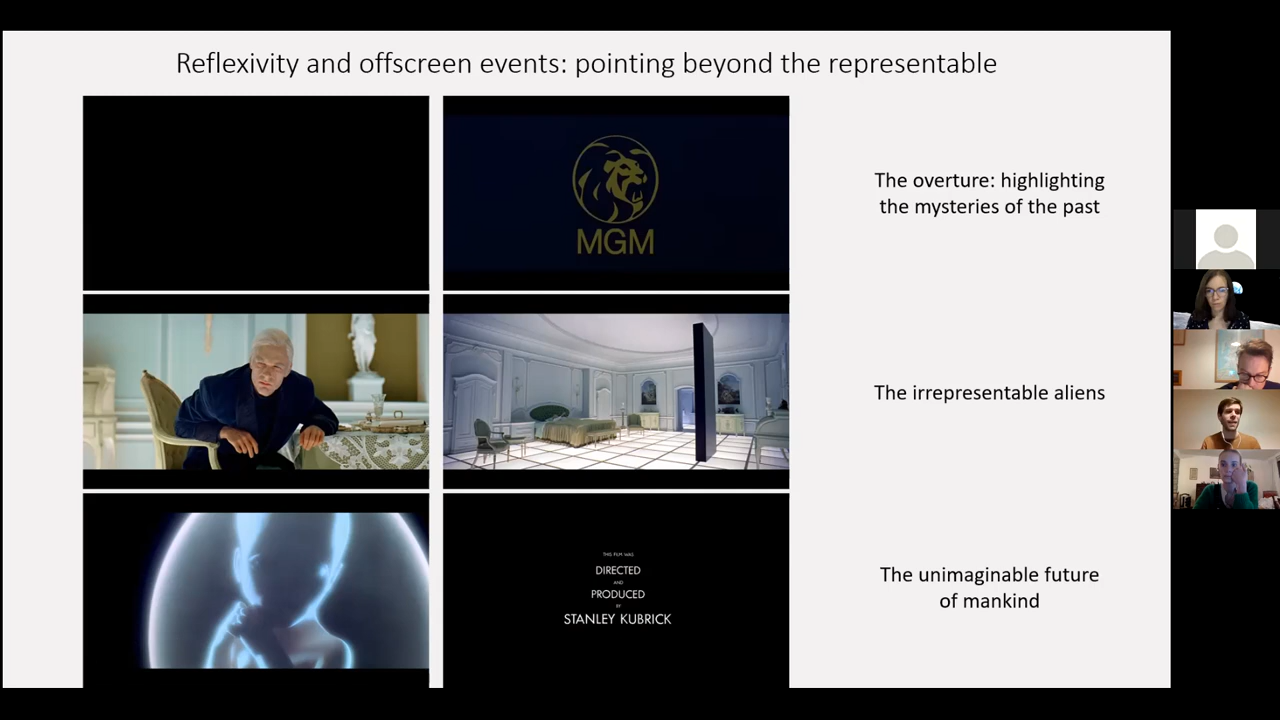 Reflexivity and offscreen events: pointing beyond the representable
MGM
The overture: highlighting
the mysteries of the past
The irrepresentable aliens
THIS FILM WAS
DIRECTED
AND
PRODUCED
BY
STANLEY KUBRICK
The unimaginable future
of mankind